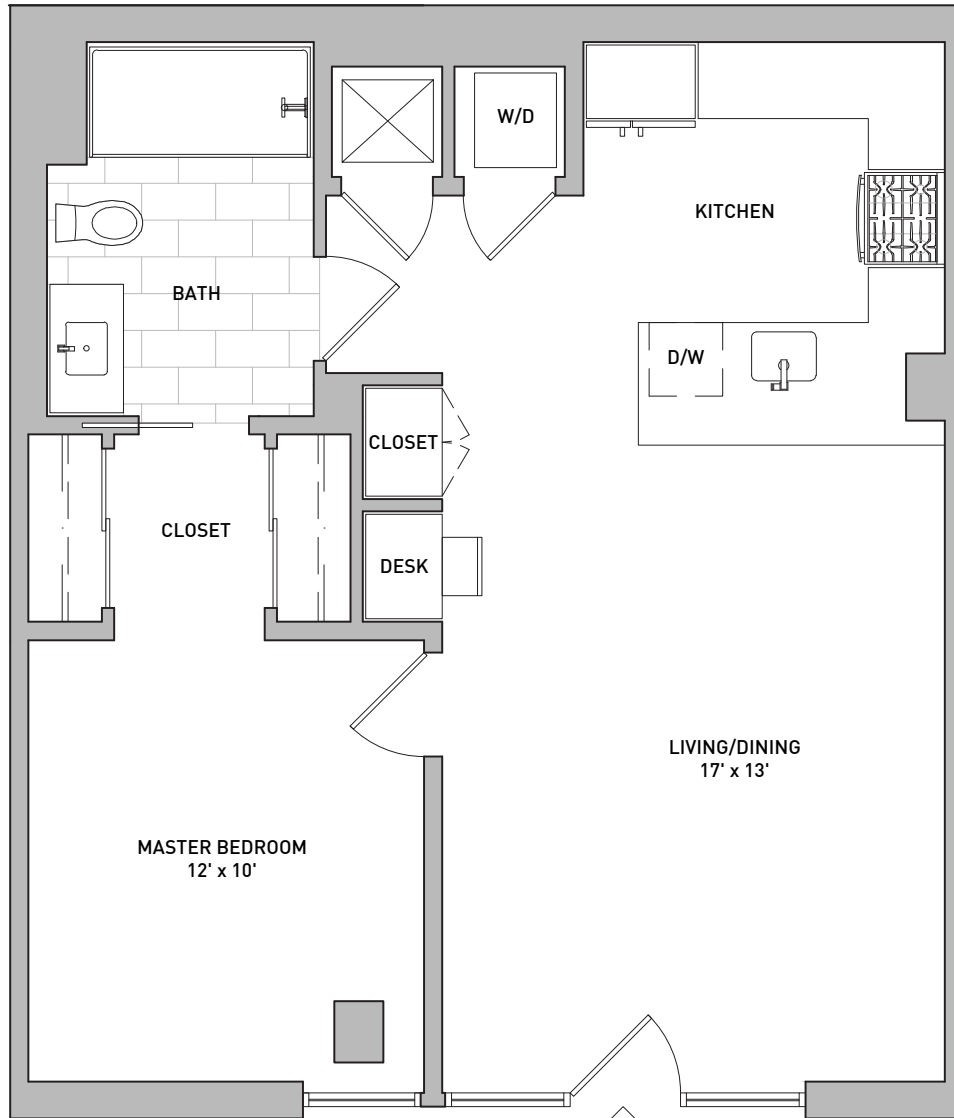 W/D
KITCHEN
BATH
D/W
CLOSET
CLOSET
DESK
LIVING/DINING
17' x 13'
MASTER BEDROOM
12' x 10'